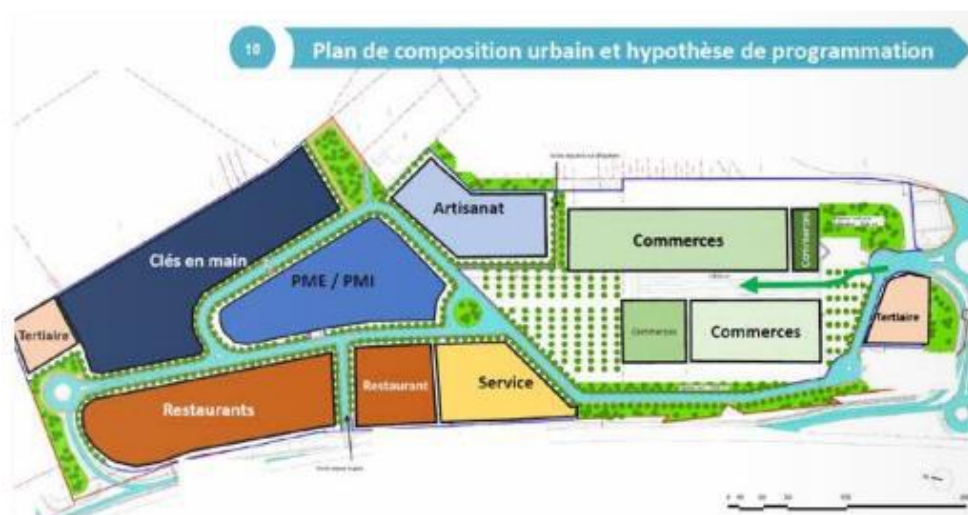 10
Plan de composition urbain et hypothèse de programmation
Artisanat
Commerces
Commerces
Clés en main
PME / PMI
Tertiaire
Commerces
Commerces
Tertiaire
Restaurants
Restaurant
Service